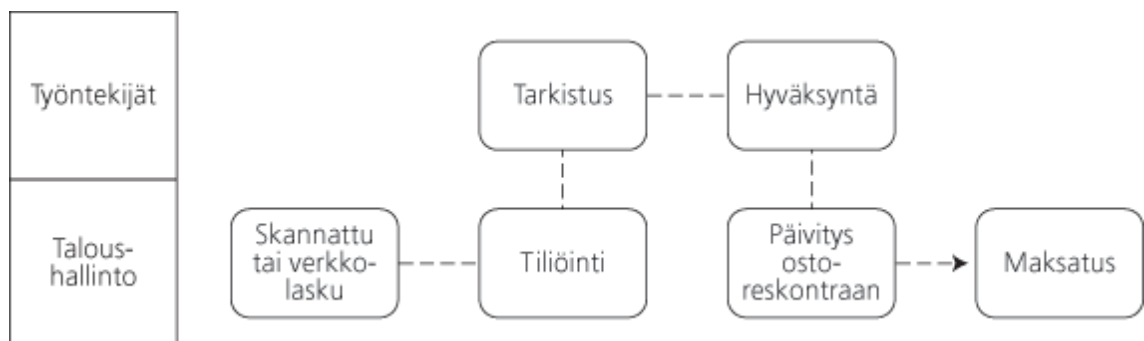 Työntekijät
Tarkistus
Hyväksyntä
Talous-
hallinto
Skannattu
tai verkko-
lasku
Tiliöinti
Päivitys
osto-
reskontraan
Maksatus